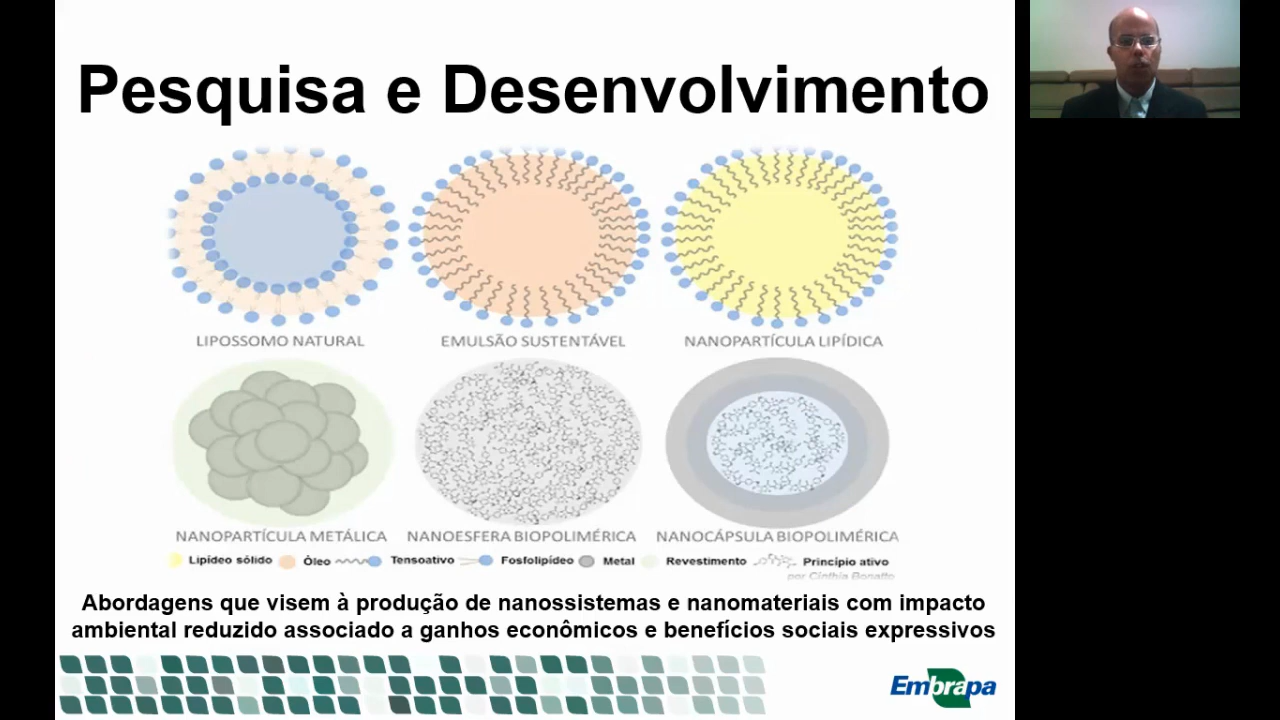 Pesquisa e Desenvolvimento
LIPOSSOMO NATURAL
EMULSÃO SUSTENTÁVEL
NANOPARTÍCULA LIPÍDICA
NANOPARTÍCULA METÁLICA
NANOESFERA BIOPOLIMÉRICA
NANOCÁPSULA BIOPOLIMÉRICA
Lipídeo sólido Òleo Tensoativo Fosfolipídeo Metal Revestimento Princípio ativo
por Cínthia Bonatto
Abordagens que visem à produção de nanossistemas e nanomateriais com impacto
ambiental reduzido associado a ganhos econômicos e benefícios sociais expressivos
Embrapa